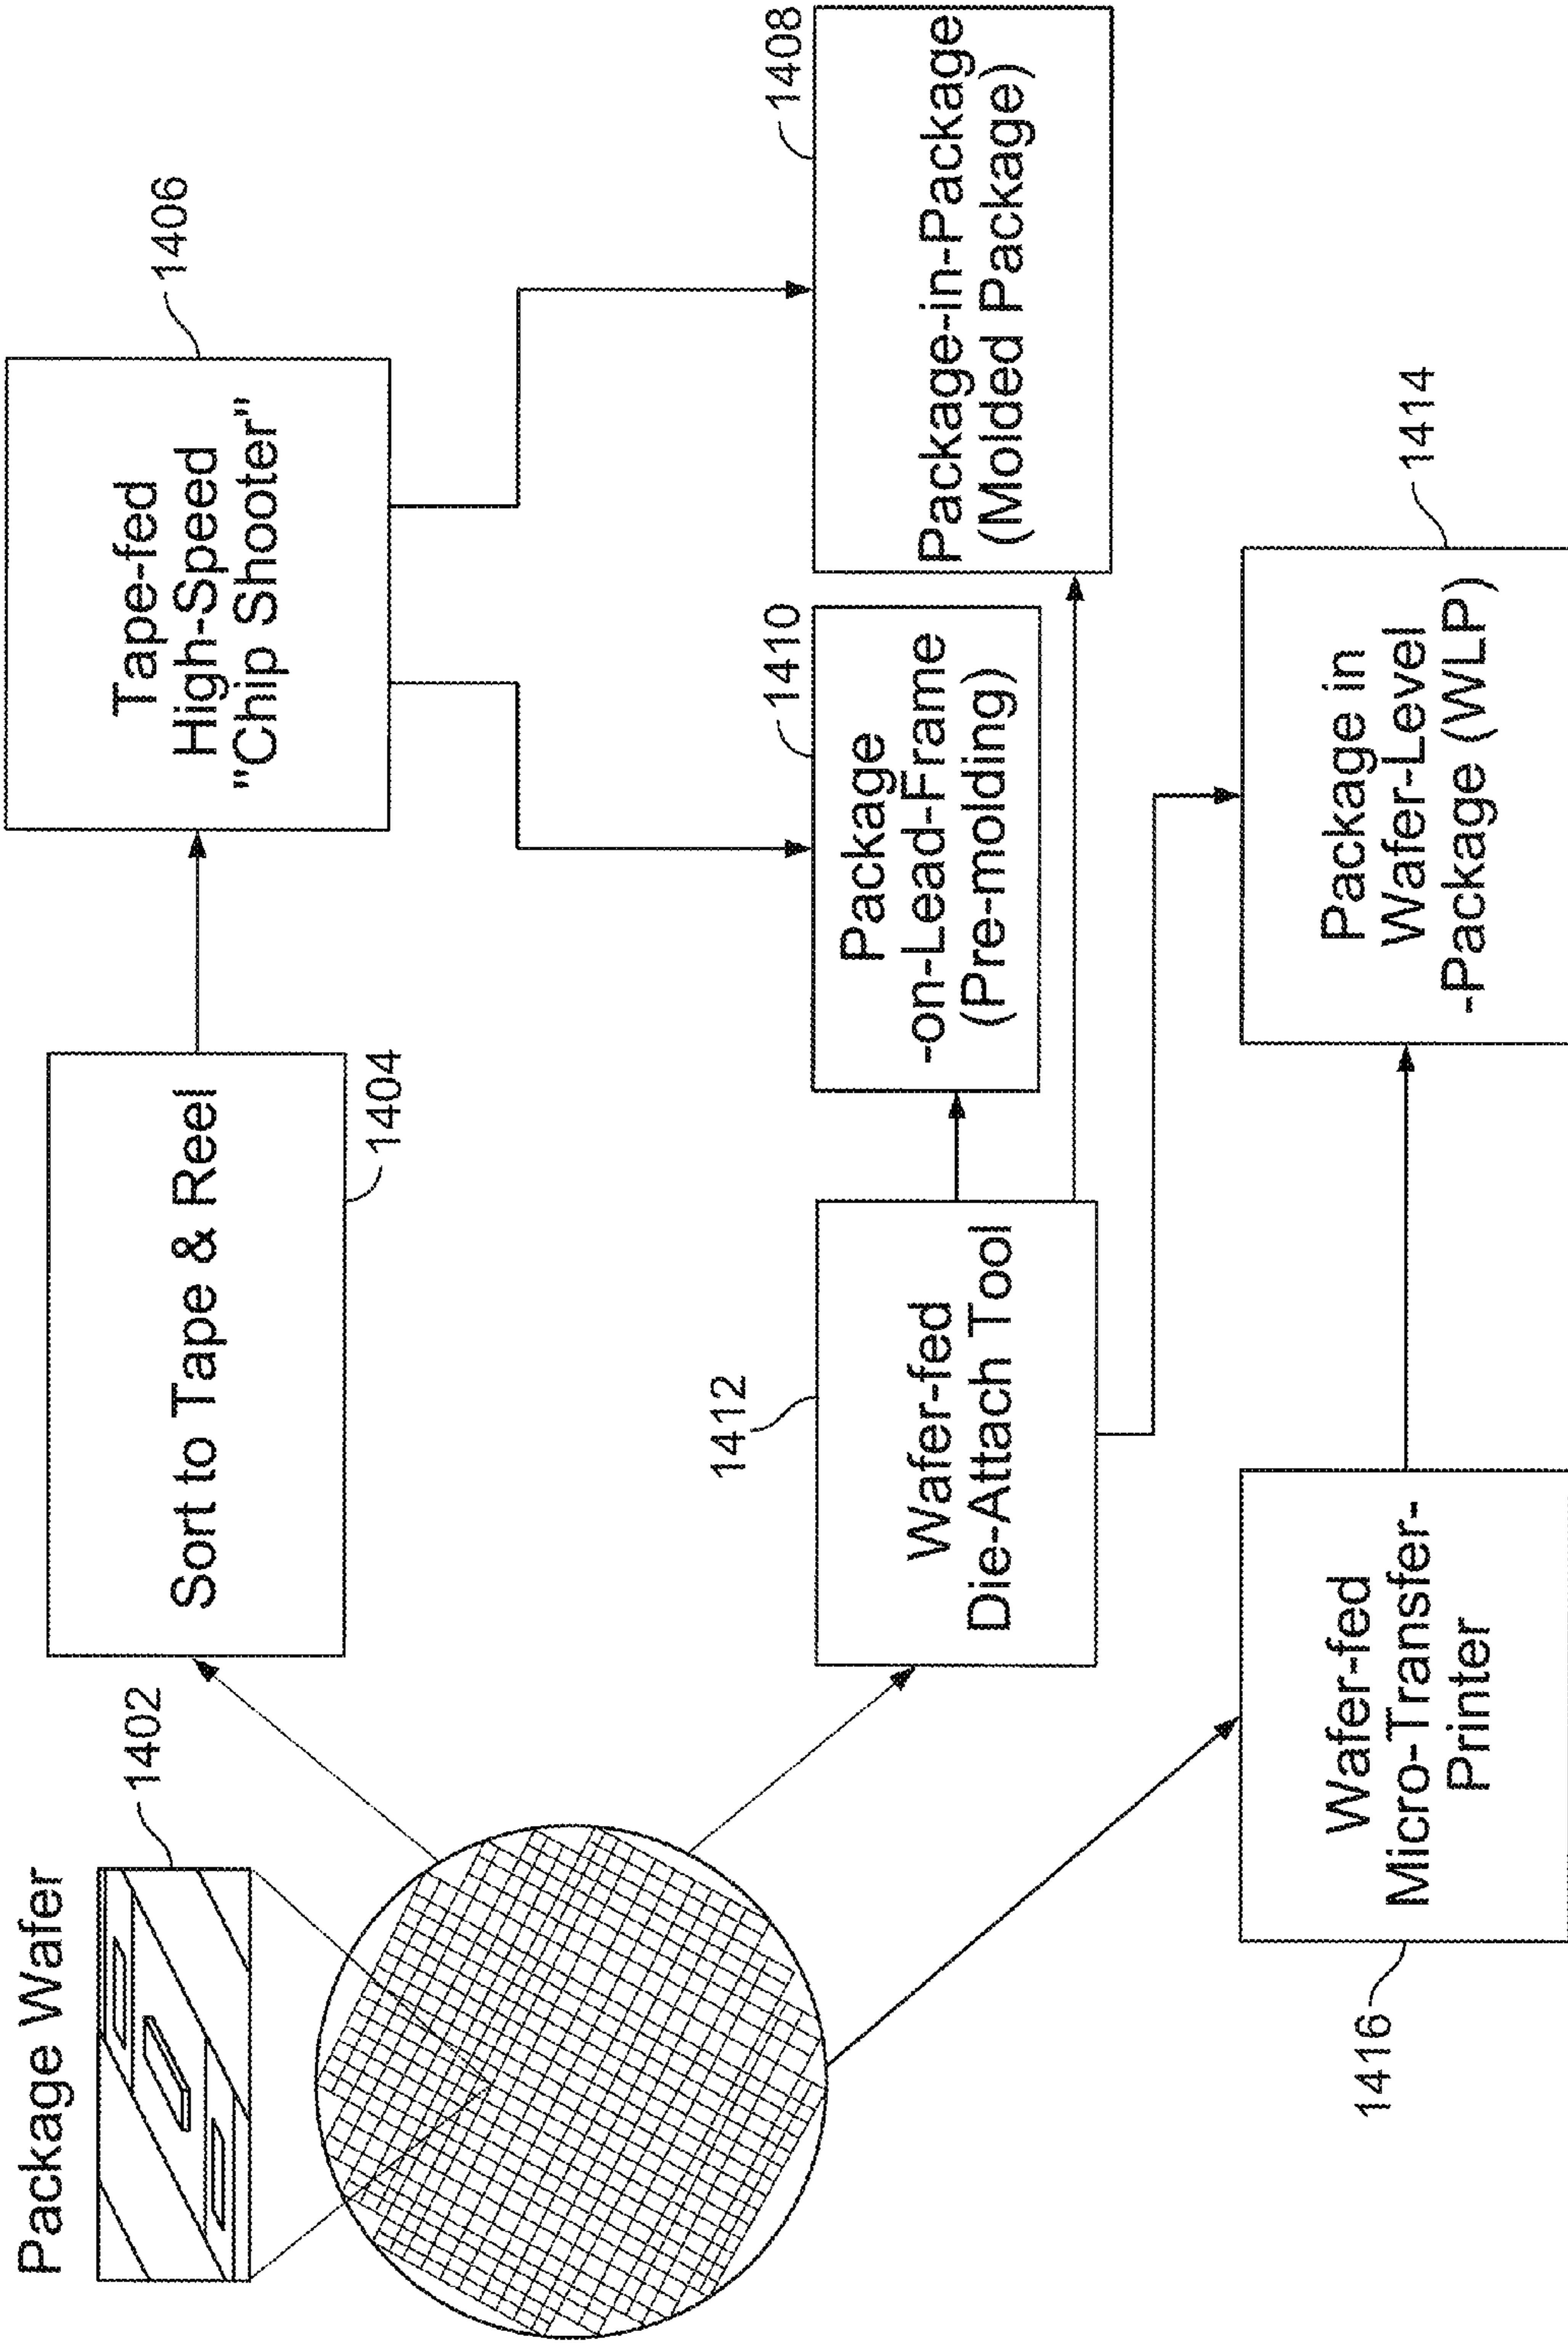 Package Wafer
1402
Sort to Tape & Reel
1404
Tape-fed
High-Speed
"Chip Shooter"
1406
1412
Wafer-fed
Die-Attach Tool
Package
-on-Lead-Frame
(Pre-molding)
1410
Package-in-Package
(Molded Package)
1408
1416
Wafer-fed
Micro-Transfer-
Printer
Package in
Wafer-Level
-Package (WLP)
1414